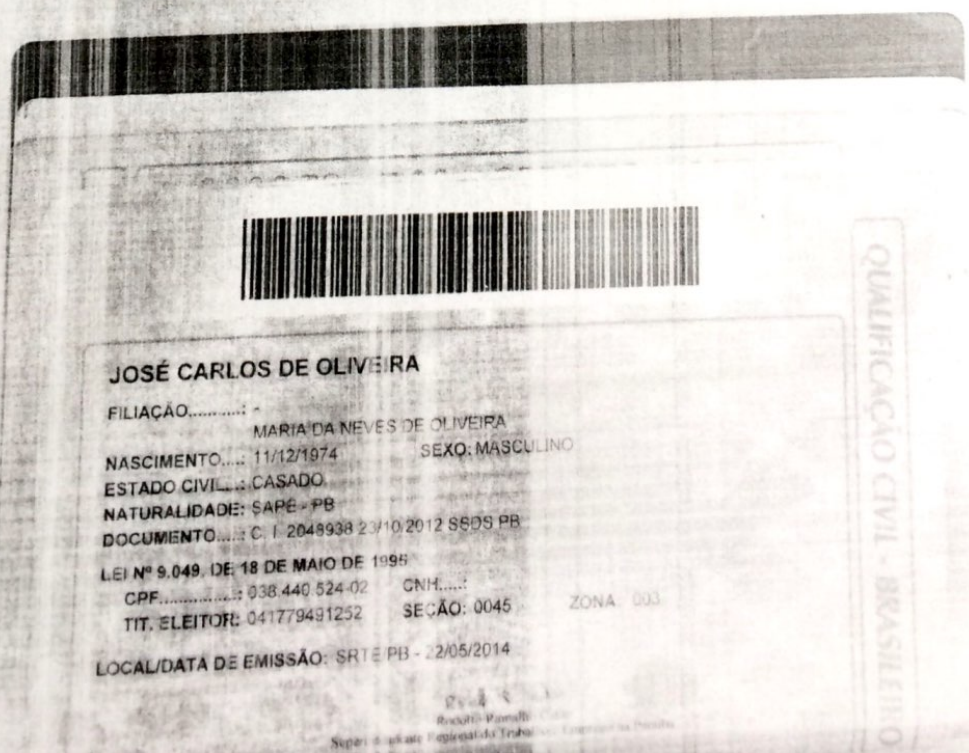 JOSÉ CARLOS DE OLIVEIRA
FILIAÇÃO...........: -
MARIA DA NEVES DE OLIVEIRA
NASCIMENTO....: 11/12/1974 SEXO: MASCULINO
ESTADO CIVIL...: CASADO
NATURALIDADE: SAPÉ - PB
DOCUMENTO.....: C. I. 2048938 23/10/2012 SSDS PB
LEI Nº 9.049, DE 18 DE MAIO DE 1995
CPF................: 038.440.524-02 CNH.....:
TIT. ELEITOR: 041779491252 SEÇÃO: 0045 ZONA: 003
LOCAL/DATA DE EMISSÃO: SRTE/PB - 22/05/2014
Regional do
QUALIFICAÇÃO CIVIL - BRASILEIRO